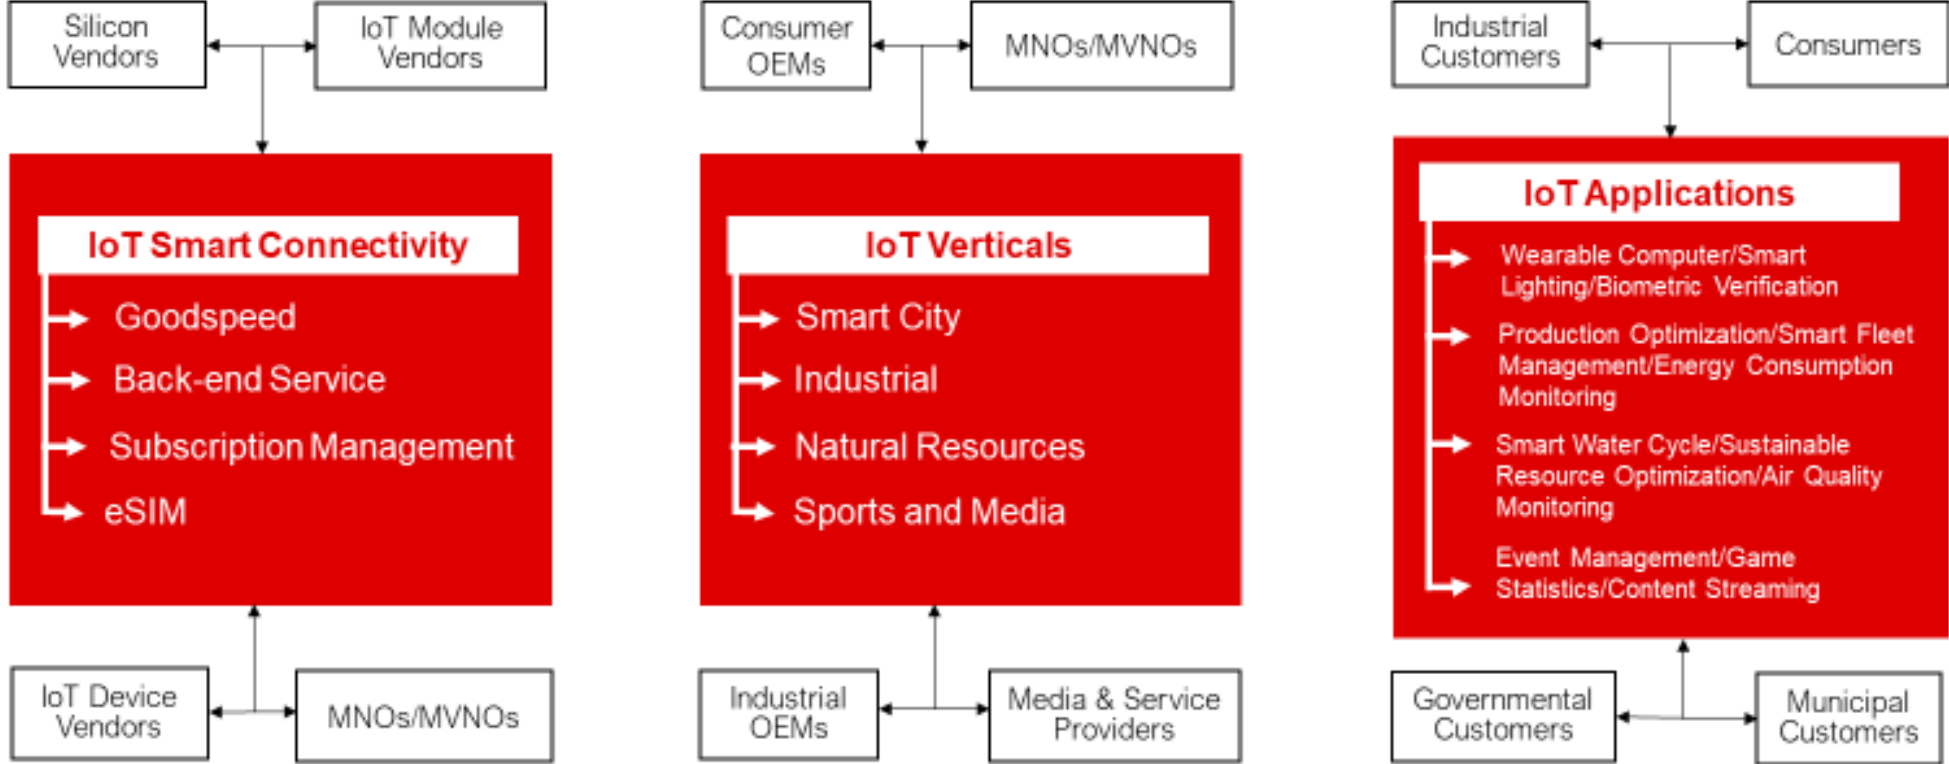 Silicon
Vendors
IoT Module
Vendors
IoT Smart Connectivity
Goodspeed
Back-end Service
Subscription Management
eSIM
IoT Device
Vendors
MNOs/MVNOs
Consumer
OEMs
MNOs/MVNOs
IoT Verticals
Smart City
Industrial
Natural Resources
Sports and Media
Industrial
OEMs
Media & Service
Providers
Industrial
Customers
Consumers
IoT Applications
Wearable Computer/Smart
Lighting/Biometric Verification
Production Optimization/Smart Fleet
Management/Energy Consumption
Monitoring
Smart Water Cycle/Sustainable
Resource Optimization/Air Quality
Monitoring
Event Management/Game
Statistics/Content Streaming
Governmental
Customers
Municipal
Customers